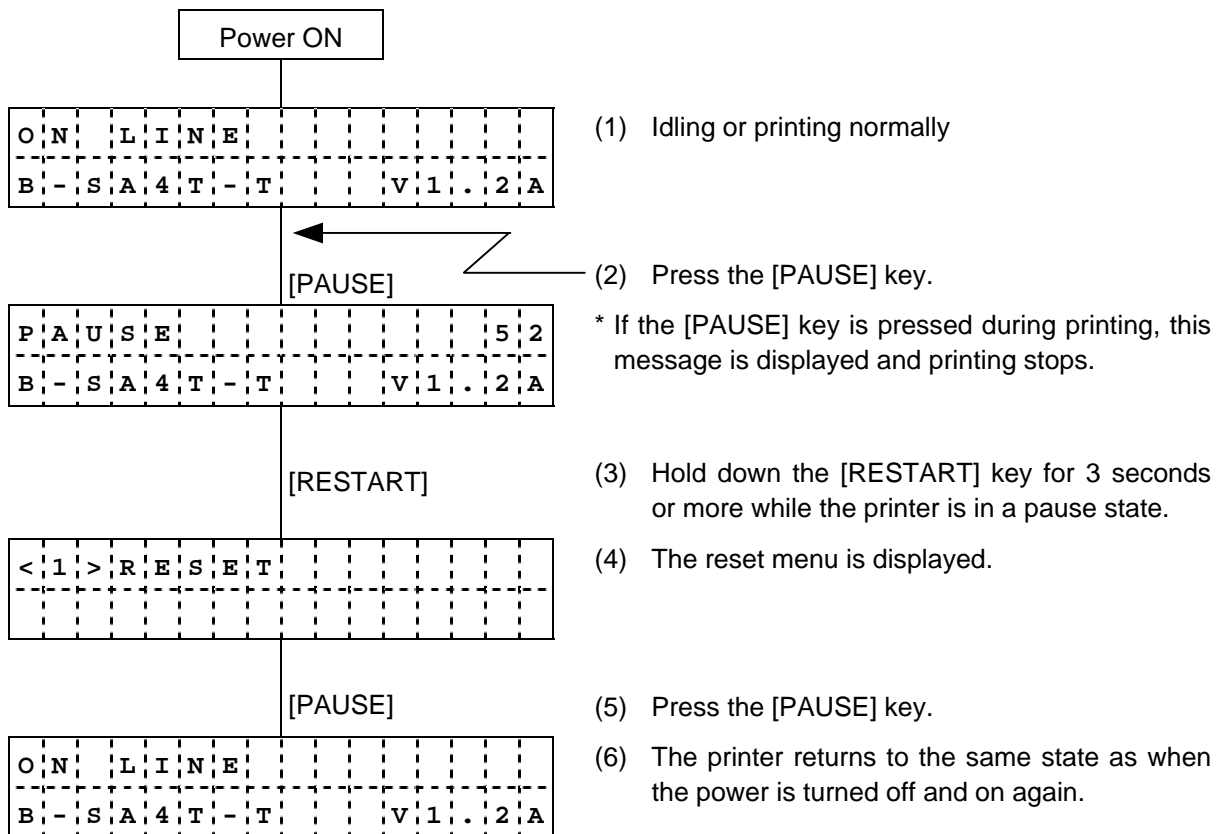 Power ON
ON LINE
B-SA4T-T V1.2A
(1) Idling or printing normally
[PAUSE]
(2) Press the [PAUSE] key.
PAUSE 52
B-SA4T-T V1.2A
* If the [PAUSE] key is pressed during printing, this
message is displayed and printing stops.
[RESTART]
(3) Hold down the [RESTART] key for 3 seconds
or more while the printer is in a pause state.
<1>RESET
(4) The reset menu is displayed.
[PAUSE]
(5) Press the [PAUSE] key.
ON LINE
B-SA4T-T V1.2A
(6) The printer returns to the same state as when
the power is turned off and on again.